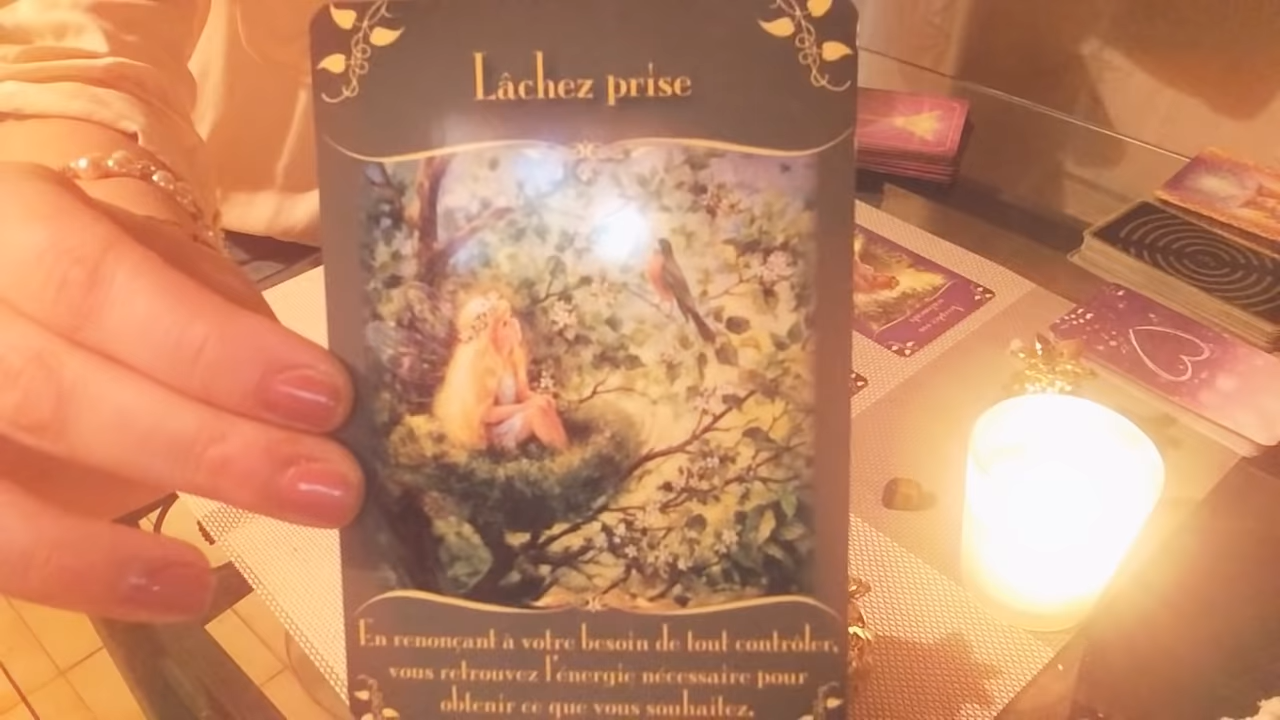 Lâchez prise
En renonçant à votre besoin de tout contrôler,
vous retrouvez l'énergie nécessaire pour
obtenir ce que vous souhaitez.